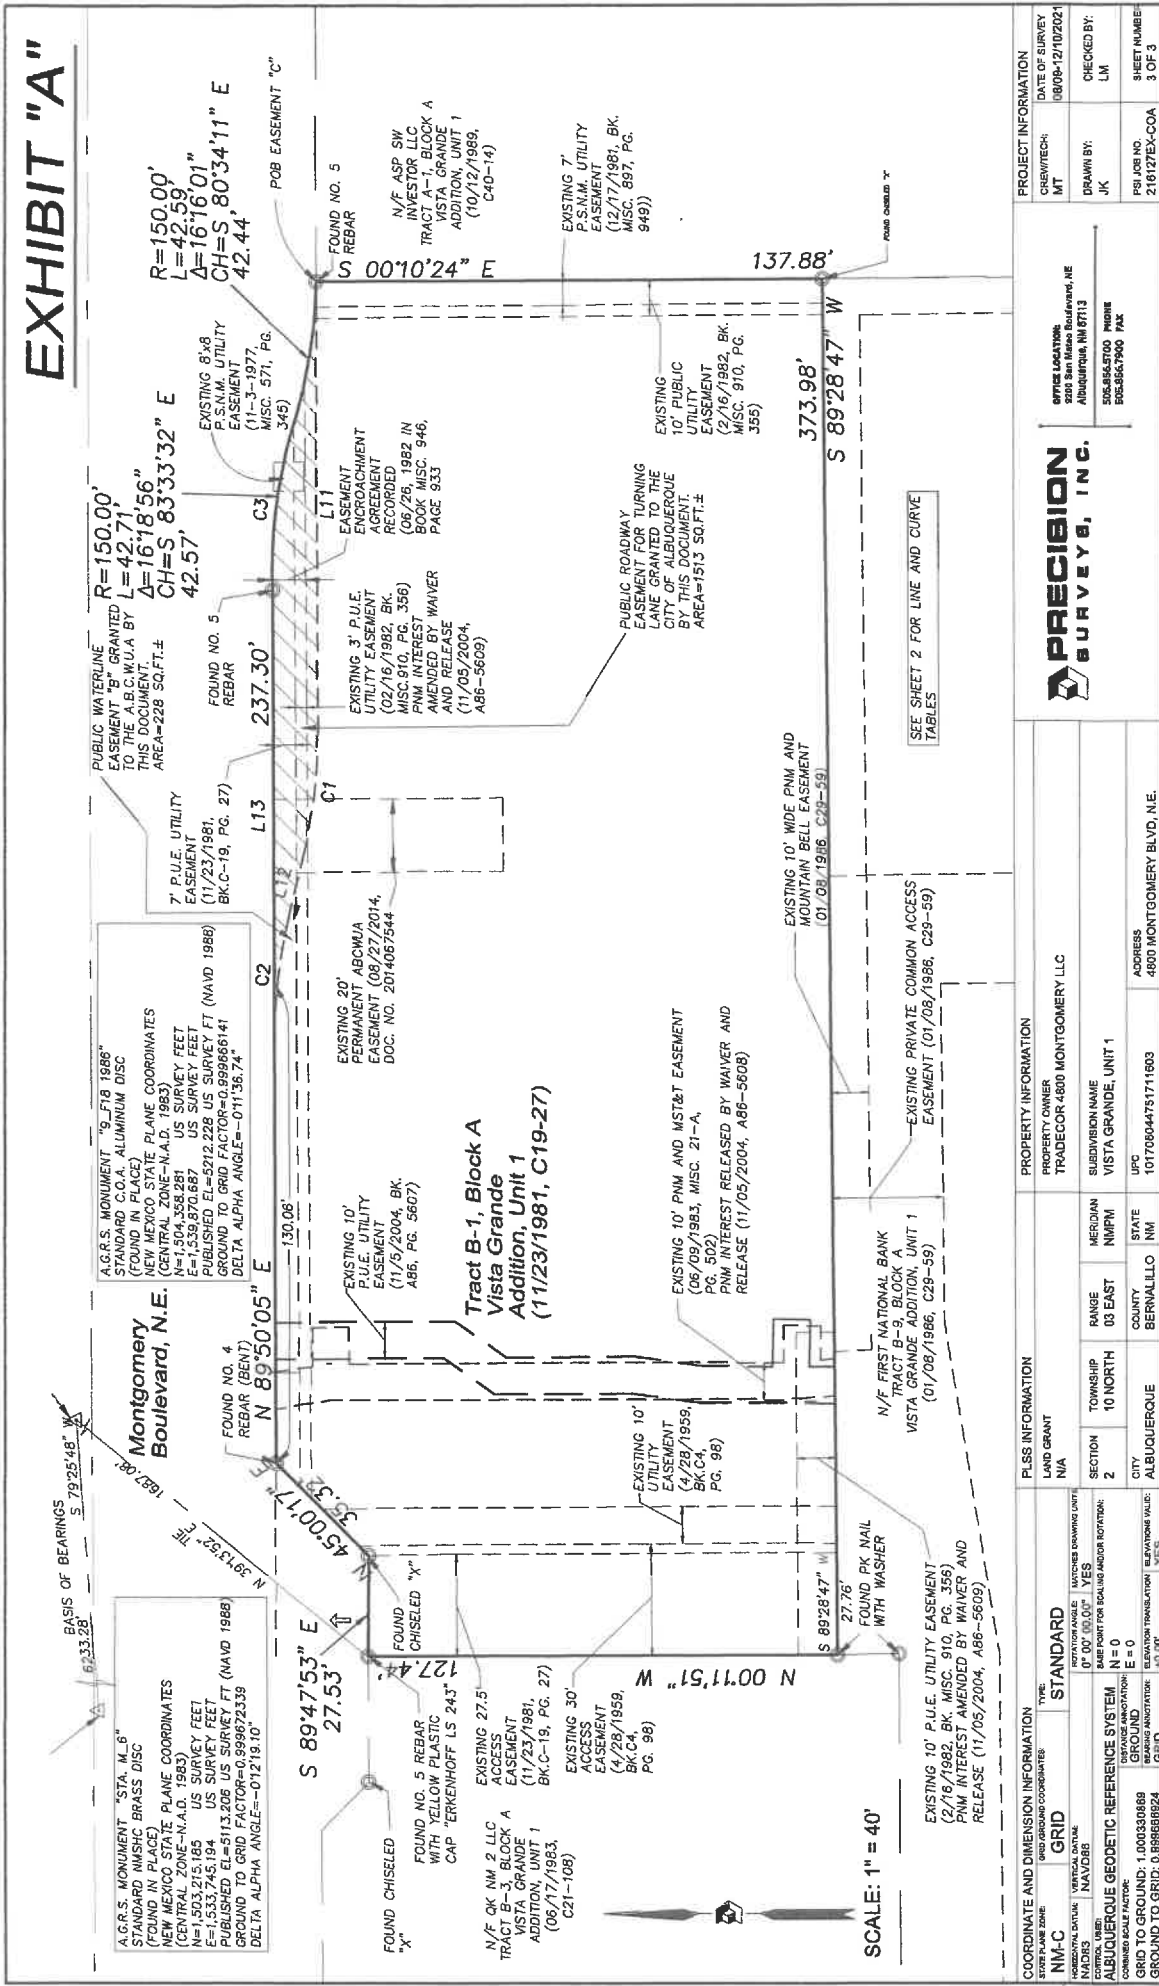 EXHIBIT "A"
BASIS OF BEARINGS
S 79°25'48" W
6233.28'
1687.08'
N 39°13'52" E
TIE
A.G.R.S. MONUMENT "STA. M_6"
STANDARD NMSHC BRASS DISC
(FOUND IN PLACE)
NEW MEXICO STATE PLANE COORDINATES
(CENTRAL ZONE-N.A.D. 1983)
N=1,503,215.185 US SURVEY FEET
E=1,533,745.194 US SURVEY FEET
PUBLISHED EL=5113.206 US SURVEY FT (NAVD 1988)
GROUND TO GRID FACTOR=0.999672339
DELTA ALPHA ANGLE=-0°12'19.10"
Montgomery
Boulevard, N.E.
A.G.R.S. MONUMENT "9_F18 1986"
STANDARD C.O.A. ALUMINUM DISC
(FOUND IN PLACE)
NEW MEXICO STATE PLANE COORDINATES
(CENTRAL ZONE-N.A.D. 1983)
N=1,504,358.281 US SURVEY FEET
E=1,539,870.687 US SURVEY FEET
PUBLISHED EL=5212.228 US SURVEY FT (NAVD 1988)
GROUND TO GRID FACTOR=0.999666141
DELTA ALPHA ANGLE=-0°11'36.74"
PUBLIC WATERLINE
EASEMENT "B" GRANTED
TO THE A.B.C.W.U.A BY
THIS DOCUMENT.
AREA=228 SQ.FT.±
R=150.00'
L=42.71'
Δ=16°18'56"
CH=S 83°33'32" E
42.57'
R=150.00'
L=42.59'
Δ=16°16'01"
CH=S 80°34'11" E
42.44'
POB EASEMENT "C"
7' P.U.E. UTILITY
EASEMENT
(11/23/1981,
BK.C-19, PG. 27)
FOUND NO. 5
REBAR
EXISTING 8'x8'
P.S.N.M. UTILITY
EASEMENT
(11-3-1977,
MISC. 571, PG.
345)
FOUND NO. 5
REBAR
FOUND NO. 4
REBAR (BENT)
N 89°50'05" E
130.06'
C2
L13
237.30'
C3
L12
C1
L11
S 89°47'53" E
27.53'
N 45°00'17" E
35.32'
FOUND CHISELED
"X"
FOUND
CHISELED "X"
FOUND NO. 5 REBAR
WITH YELLOW PLASTIC
CAP "ERKENHOFF LS 243"
127.44'
N 00°11'51" W
EXISTING 10'
P.U.E. UTILITY
EASEMENT
(11/5/2004, BK.
A86, PG. 5607)
EXISTING 20'
PERMANENT ABCWUA
EASEMENT (08/27/2014,
DOC. NO. 2014067544
EXISTING 3' P.U.E.
UTILITY EASEMENT
(02/16/1982, BK.
MISC.910, PG. 356)
PNM INTEREST
AMENDED BY WAIVER
AND RELEASE
(11/05/2004,
A86-5609)
EASEMENT
ENCROACHMENT
AGREEMENT
RECORDED
(06/26, 1982 IN
BOOK MISC. 946,
PAGE 933
S 00°10'24" E
137.88'
N/F ASP SW
INVESTOR LLC
TRACT A-1, BLOCK A
VISTA GRANDE
ADDITION, UNIT 1
(10/12/1989,
C40-14)
N/F QK NM 2 LLC
TRACT B-3, BLOCK A
VISTA GRANDE
ADDITION, UNIT 1
(06/17/1983,
C21-108)
EXISTING 27.5'
ACCESS
EASEMENT
(11/23/1981,
BK.C-19, PG. 27)
EXISTING 30'
ACCESS
EASEMENT
(4/28/1959,
BK.C4,
PG. 98)
Tract B-1, Block A
Vista Grande
Addition, Unit 1
(11/23/1981, C19-27)
EXISTING 7'
P.S.N.M. UTILITY
EASEMENT
(12/17/1981, BK.
MISC. 897, PG.
949))
PUBLIC ROADWAY
EASEMENT FOR TURNING
LANE GRANTED TO THE
CITY OF ALBUQUERQUE
BY THIS DOCUMENT.
AREA=1513 SQ.FT.±
EXISTING
10' PUBLIC
UTILITY
EASEMENT
(2/16/1982, BK.
MISC. 910, PG.
355)
EXISTING 10'
UTILITY
EASEMENT
(4/28/1959,
BK.C4,
PG. 98)
EXISTING 10' PNM AND MST&T EASEMENT
(06/09/1983, MISC. 21-A,
PG. 502)
PNM INTEREST RELEASED BY WAIVER AND
RELEASE (11/05/2004, A86-5608)
EXISTING 10' WIDE PNM AND
MOUNTAIN BELL EASEMENT
(01/08/1986, C29-59)
S 89°28'47" W
27.76'
373.98'
S 89°28'47" W
FOUND CHISELED "X"
FOUND PK NAIL
WITH WASHER
EXISTING 10' P.U.E. UTILITY EASEMENT
(2/16/1982, BK. MISC. 910, PG. 356)
PNM INTEREST AMENDED BY WAIVER AND
RELEASE (11/05/2004, A86-5609)
N/F FIRST NATIONAL BANK
TRACT B-9, BLOCK A
VISTA GRANDE ADDITION, UNIT 1
(01/08/1986, C29-59)
EXISTING PRIVATE COMMON ACCESS
EASEMENT (01/08/1986, C29-59)
SEE SHEET 2 FOR LINE AND CURVE
TABLES
SCALE: 1" = 40'
COORDINATE AND DIMENSION INFORMATION
STATE PLANE ZONE:
NM-C
GRID/GROUND COORDINATES:
GRID
TYPE:
STANDARD
HORIZONTAL DATUM:
NAD83
VERTICAL DATUM:
NAVD88
ROTATION ANGLE:
0° 00' 00.00"
MATCHES DRAWING UNITS
YES
CONTROL USED:
ALBUQUERQUE GEODETIC REFERENCE SYSTEM
BASE POINT FOR SCALING AND/OR ROTATION:
N = 0
E = 0
COMBINED SCALE FACTOR:
GRID TO GROUND: 1.000330889
GROUND TO GRID: 0.999668924
DISTANCE ANNOTATION:
GROUND
BEARING ANNOTATION:
GRID
ELEVATION TRANSLATION:
±0.00'
ELEVATIONS VALID:
YES
PLSS INFORMATION
LAND GRANT
N/A
SECTION
2
TOWNSHIP
10 NORTH
RANGE
03 EAST
MERIDIAN
NMPM
CITY
ALBUQUERQUE
COUNTY
BERNALILLO
STATE
NM
PROPERTY INFORMATION
PROPERTY OWNER
TRADECOR 4800 MONTGOMERY LLC
SUBDIVISION NAME
VISTA GRANDE, UNIT 1
UPC
101706044751711603
ADDRESS
4800 MONTGOMERY BLVD, N.E.
PRECISION
SURVEYS, INC.
OFFICE LOCATION:
9200 San Mateo Boulevard, NE
Albuquerque, NM 87113
505.856.5700 PHONE
505.856.7900 FAX
PROJECT INFORMATION
CREW/TECH:
MT
DATE OF SURVEY
08/09-12/10/2021
DRAWN BY:
JK
CHECKED BY:
LM
PSI JOB NO.
216127EX-COA
SHEET NUMBER
3 OF 3